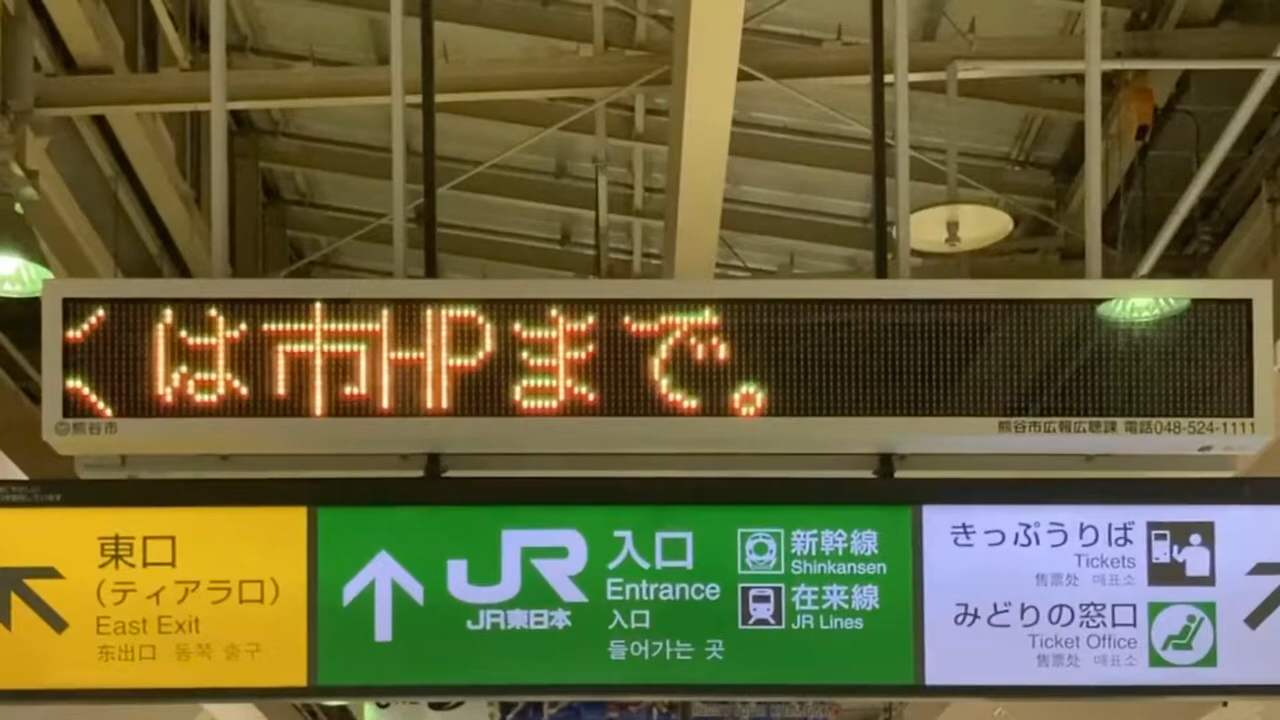 くは市HPまで。
熊谷市
熊谷市広報広聴課 電話048-524-1111
東口
(ティアラ口)
East Exit
东出口 동쪽 출구
JR
JR東日本
入口
Entrance
入口
들어가는 곳
新幹線
Shinkansen
在来線
JR Lines
きっぷうりば
Tickets
售票处 매표소
みどりの窓口
Ticket Office
售票处 매표소